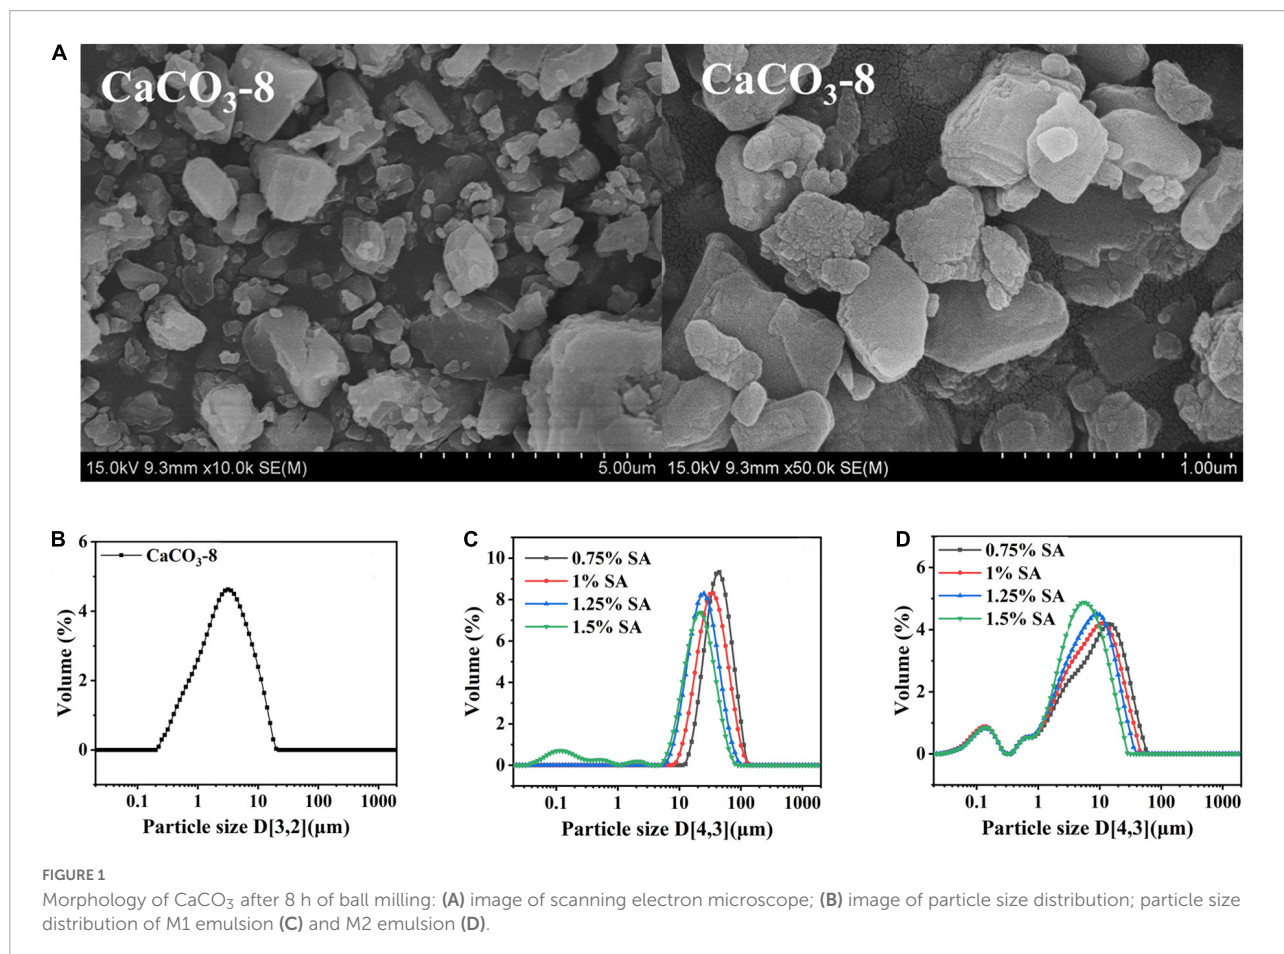 A
CaCO₃-8
CaCO₃-8
15.0kV 9.3mm x10.0k SE(M) 5.00um
15.0kV 9.3mm x50.0k SE(M) 1.00um
B
CaCO₃-8
6
4
2
0
Volume (%)
0.1 1 10 100 1000
Particle size D[3,2](μm)
C
0.75% SA
1% SA
1.25% SA
1.5% SA
10
8
6
4
2
0
Volume (%)
0.1 1 10 100 1000
Particle size D[4,3](μm)
D
0.75% SA
1% SA
1.25% SA
1.5% SA
6
4
2
0
Volume (%)
0.1 1 10 100 1000
Particle size D[4,3](μm)
FIGURE 1
Morphology of CaCO₃ after 8 h of ball milling: (A) image of scanning electron microscope; (B) image of particle size distribution; particle size
distribution of M1 emulsion (C) and M2 emulsion (D).